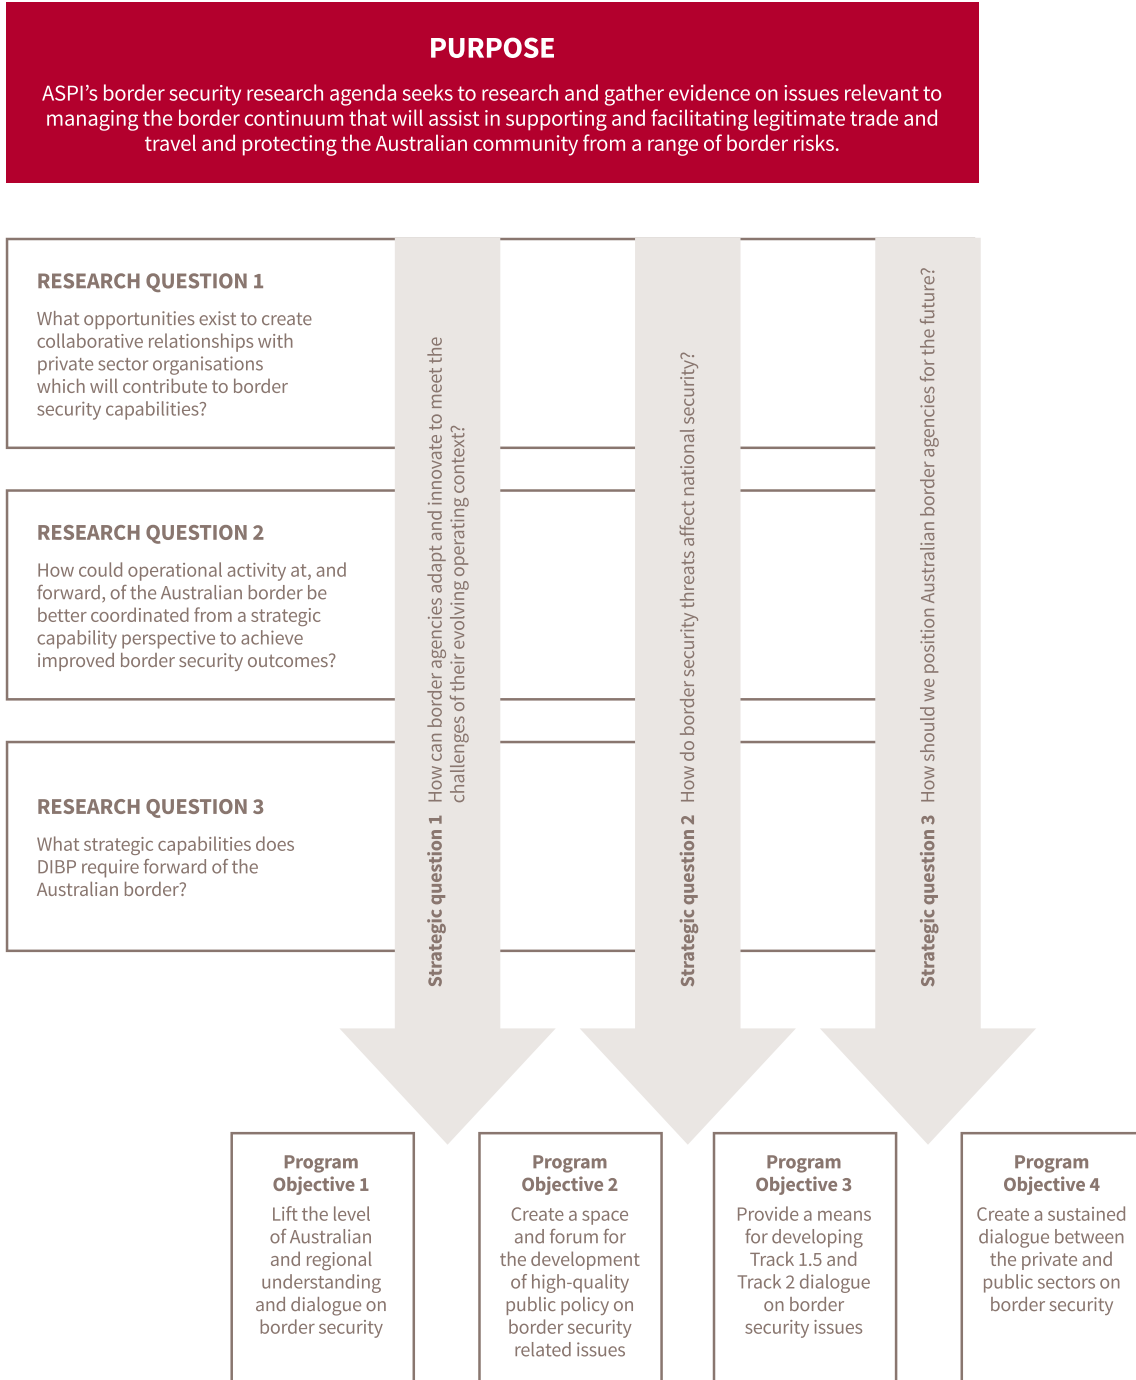 PURPOSE
ASPI’s border security research agenda seeks to research and gather evidence on issues relevant to
managing the border continuum that will assist in supporting and facilitating legitimate trade and
travel and protecting the Australian community from a range of border risks.
RESEARCH QUESTION 1
What opportunities exist to create
collaborative relationships with
private sector organisations
which will contribute to border
security capabilities?
RESEARCH QUESTION 2
How could operational activity at, and
forward, of the Australian border be
better coordinated from a strategic
capability perspective to achieve
improved border security outcomes?
RESEARCH QUESTION 3
What strategic capabilities does
DIBP require forward of the
Australian border?
Strategic question 1 How can border agencies adapt and innovate to meet the
challenges of their evolving operating context?
Strategic question 2 How do border security threats affect national security?
Strategic question 3 How should we position Australian border agencies for the future?
Program
Objective 1
Lift the level
of Australian
and regional
understanding
and dialogue on
border security
Program
Objective 2
Create a space
and forum for
the development
of high-quality
public policy on
border security
related issues
Program
Objective 3
Provide a means
for developing
Track 1.5 and
Track 2 dialogue
on border
security issues
Program
Objective 4
Create a sustained
dialogue between
the private and
public sectors on
border security